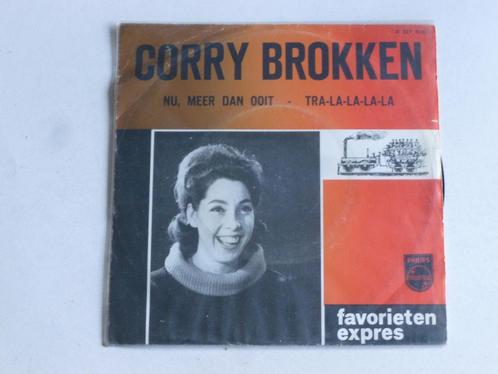 CORRY BROKKEN
NU, MEER DAN OOIT - TRA-LA-LA-LA-LA
PHILIPS
favorieten
expres